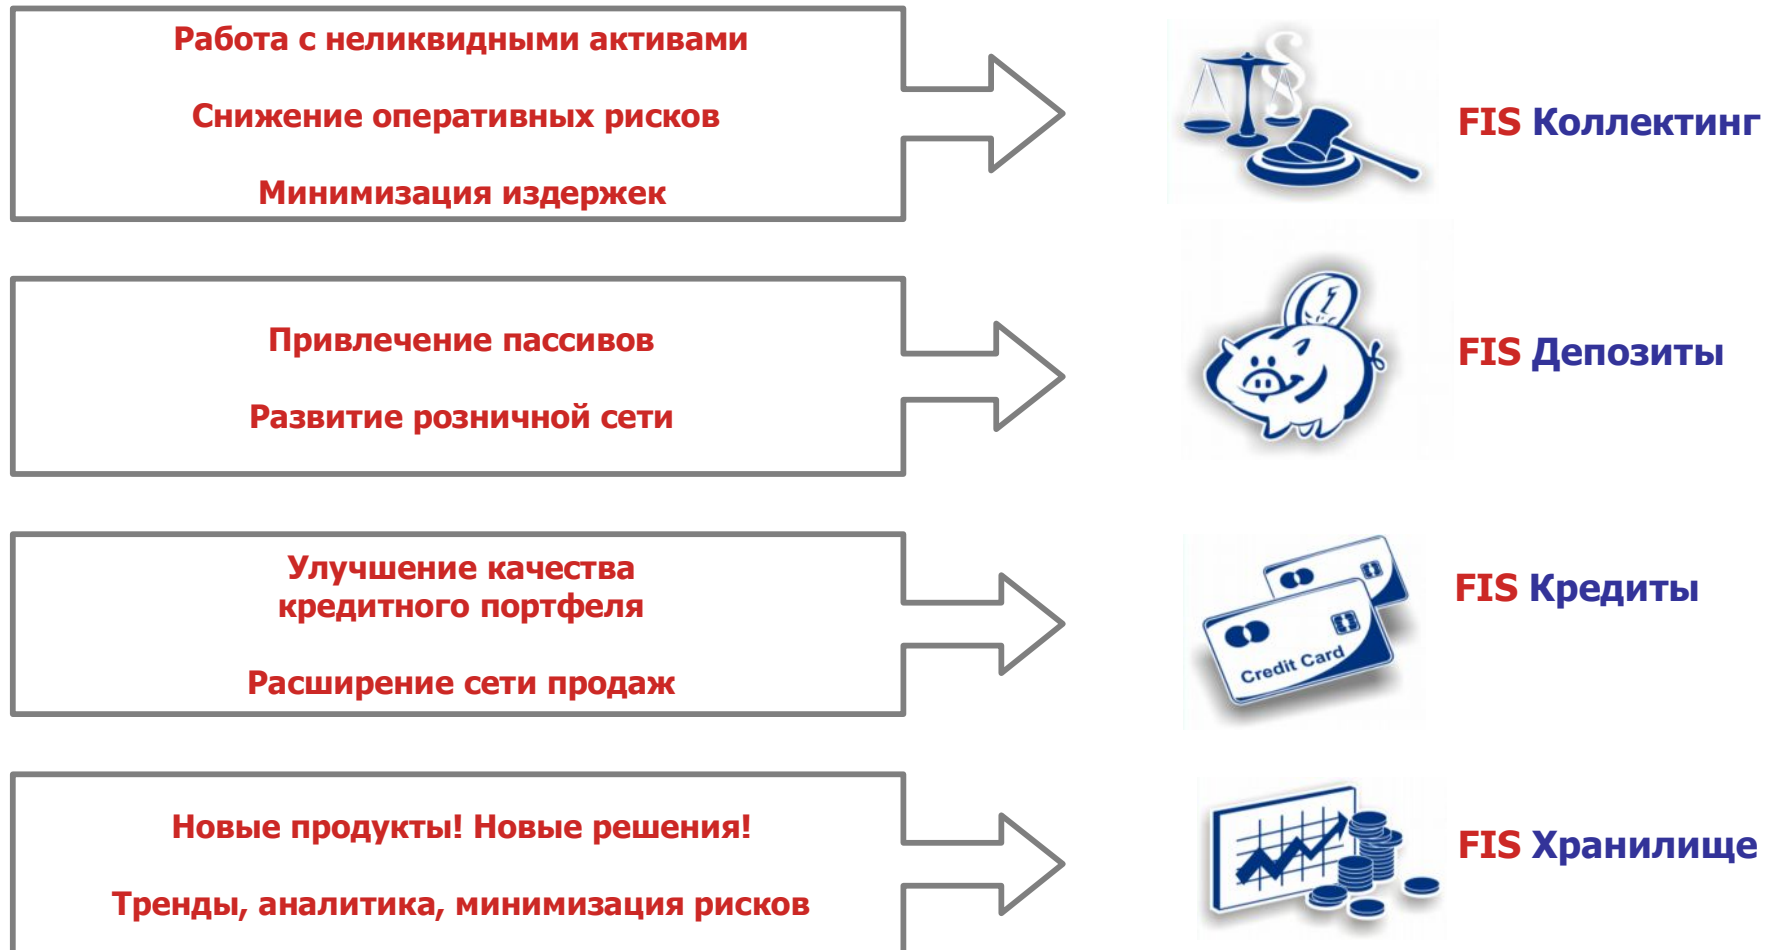 Работа с неликвидными активами
Снижение оперативных рисков
Минимизация издержек
FIS Коллектинг
Привлечение пассивов
Развитие розничной сети
FIS Депозиты
Улучшение качества
кредитного портфеля
Расширение сети продаж
Credit Card
FIS Кредиты
Новые продукты! Новые решения!
Тренды, аналитика, минимизация рисков
FIS Хранилище